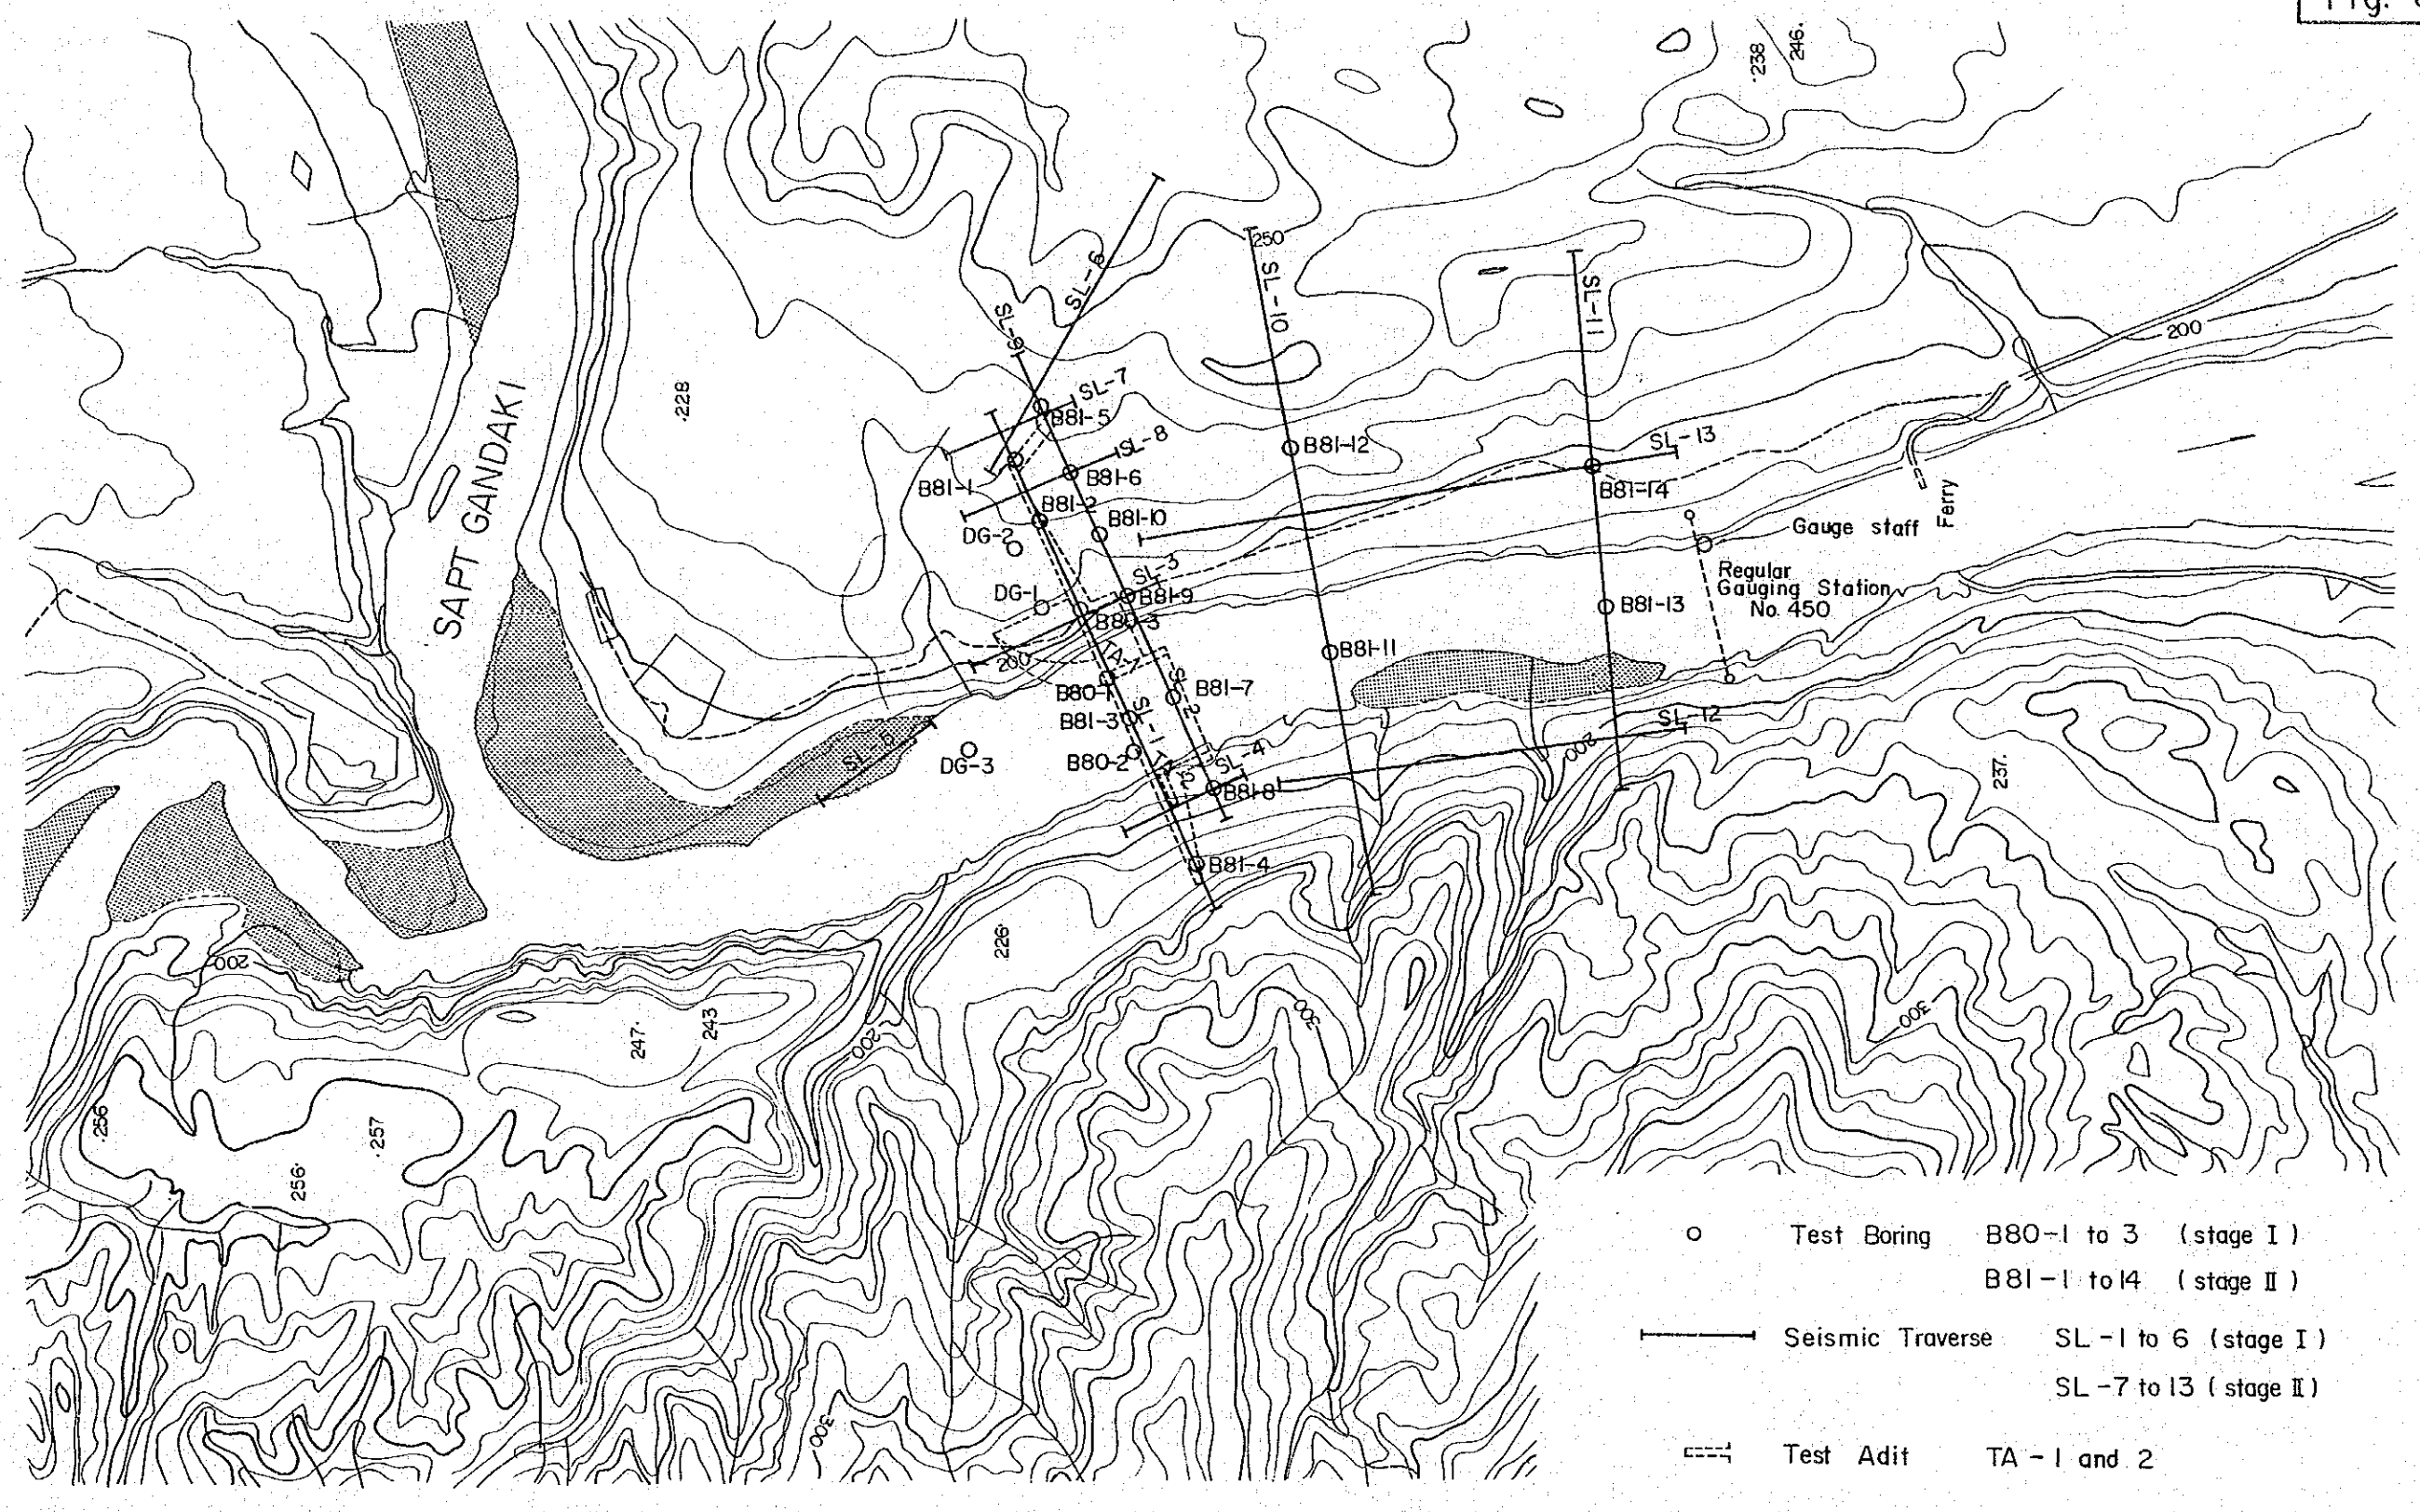 Fig.
238
246.
SAPT GANDAKI
.228
250
SL-6
SL-9
SL-10
SL-11
200
SL-7
B81-5
SL-8
B81-12
SL-13
B81-1
B81-6
B81-14
B81-2
B81-10
DG-2
Gauge staff
Ferry
SL-3
Regular
Gauging Station
No. 450
DG-1
B81-9
B81-13
B80-3
200
TA-1
B81-11
B80-1
SL-2
B81-7
B81-3
SL-1
SL-12
SL-5
DG-3
B80-2
TA-2
SL-4
200
237.
B81-8
B81-4
226
200
247.
243
200
300
300
256
.257
256
300
Test Boring B80-1 to 3 (stage I)
B81-1 to 14 (stage II)
Seismic Traverse SL-1 to 6 (stage I)
SL-7 to 13 (stage II)
Test Adit TA-1 and 2